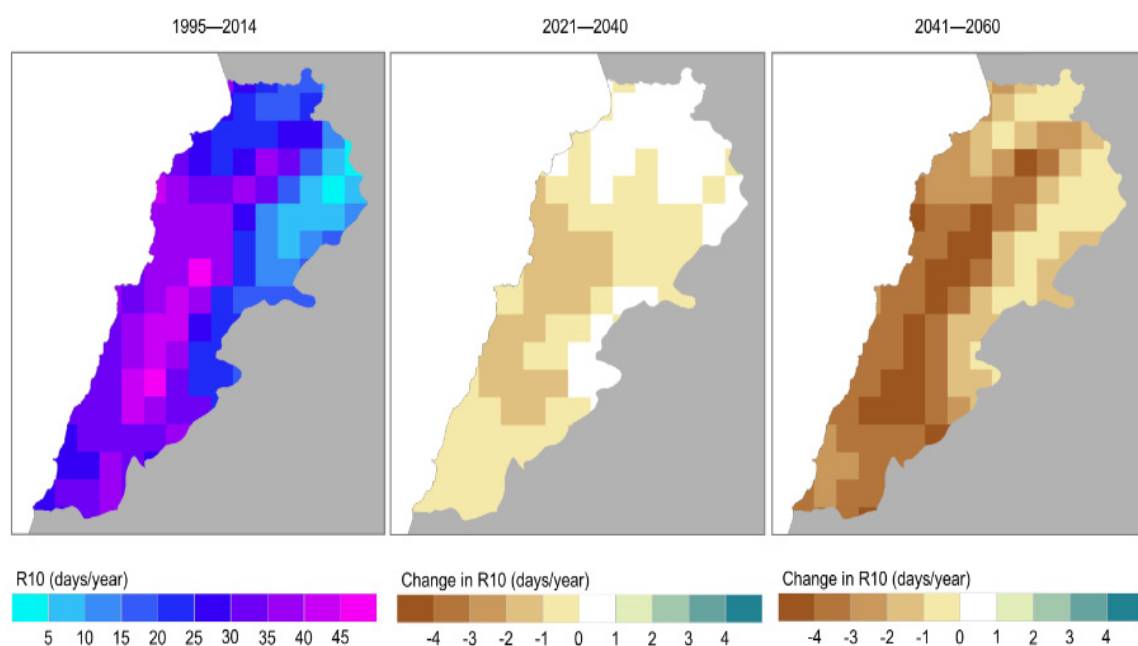 1995—2014 2021—2040 2041—2060
R10 (days/year) Change in R10 (days/year) Change in R10 (days/year)
5 10 15 20 25 30 35 40 45 -4 -3 -2 -1 0 1 2 3 4 -4 -3 -2 -1 0 1 2 3 4